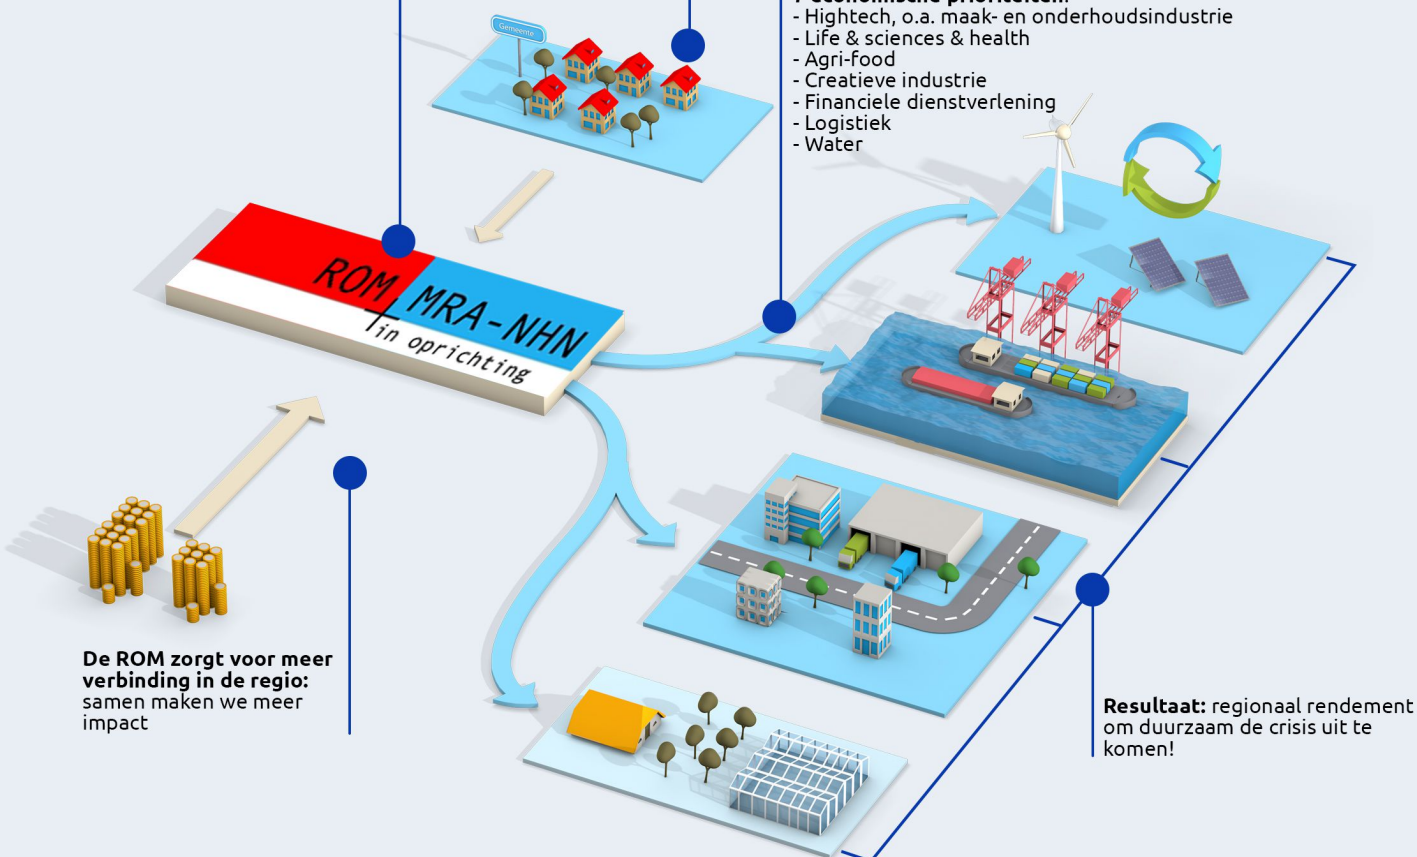 economische prioriteiten:
- Hightech, o.a. maak- en onderhoudsindustrie
- Life & sciences & health
- Agri-food
- Creatieve industrie
- Financiele dienstverlening
- Logistiek
- Water
Gemeente
ROM MRA-NHN
in oprichting
De ROM zorgt voor meer
verbinding in de regio:
samen maken we meer
impact
Resultaat: regionaal rendement
om duurzaam de crisis uit te
komen!